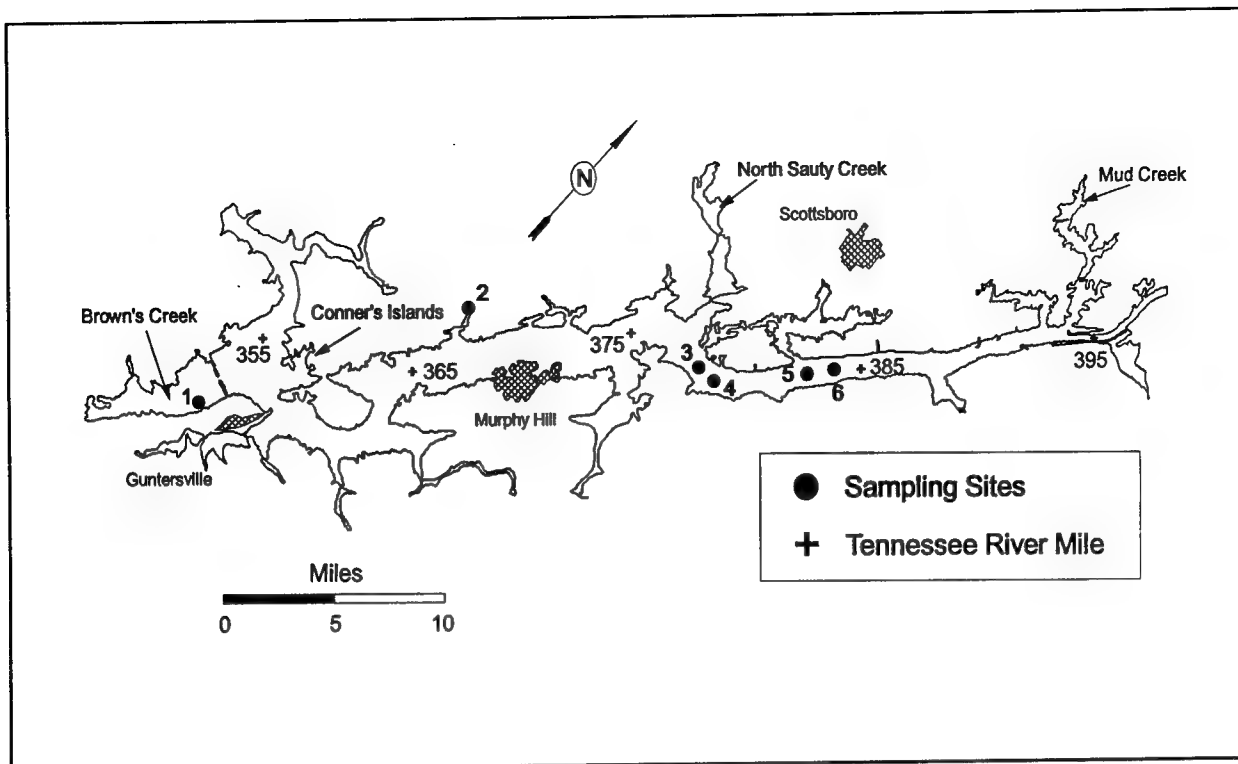 N
North Sauty Creek
Mud Creek
Scottsboro
2
Conner's Islands
Brown's Creek
355
375
365
3
4
5
6
385
395
1
Murphy Hill
Guntersville
Sampling Sites
Tennessee River Mile
Miles
0 5 10